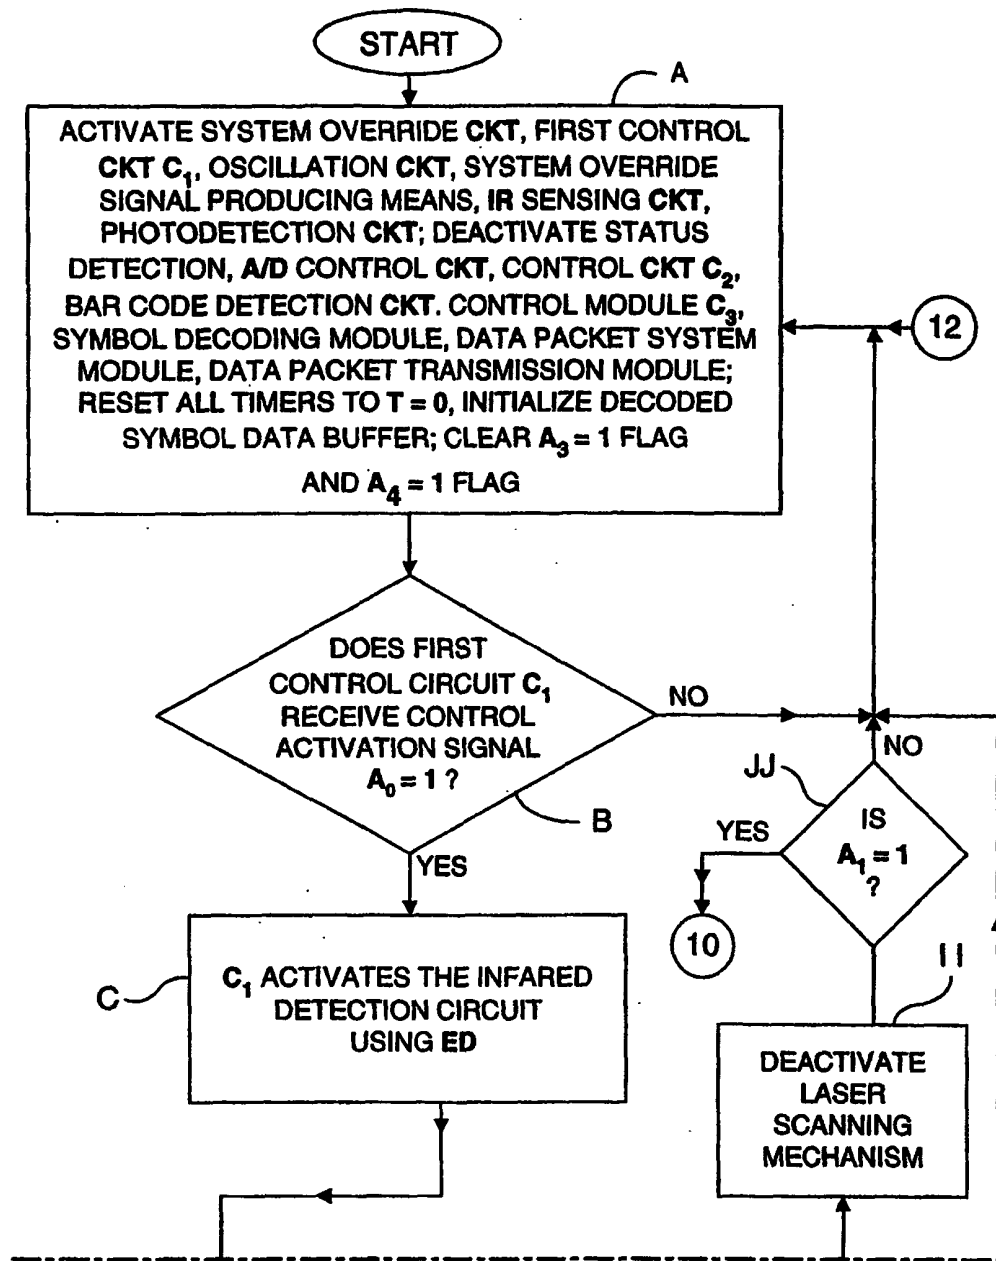 START
A
ACTIVATE SYSTEM OVERRIDE CKT, FIRST CONTROL
CKT C₁, OSCILLATION CKT, SYSTEM OVERRIDE
SIGNAL PRODUCING MEANS, IR SENSING CKT,
PHOTODETECTION CKT; DEACTIVATE STATUS
DETECTION, A/D CONTROL CKT, CONTROL CKT C₂,
BAR CODE DETECTION CKT. CONTROL MODULE C₃,
SYMBOL DECODING MODULE, DATA PACKET SYSTEM
MODULE, DATA PACKET TRANSMISSION MODULE;
RESET ALL TIMERS TO T = 0, INITIALIZE DECODED
SYMBOL DATA BUFFER; CLEAR A₃ = 1 FLAG
AND A₄ = 1 FLAG
12
DOES FIRST
CONTROL CIRCUIT C₁
RECEIVE CONTROL
ACTIVATION SIGNAL
A₀ = 1 ?
NO
B
YES
NO
JJ
IS
A₁ = 1
?
YES
10
C
C₁ ACTIVATES THE INFARED
DETECTION CIRCUIT
USING ED
II
DEACTIVATE
LASER
SCANNING
MECHANISM